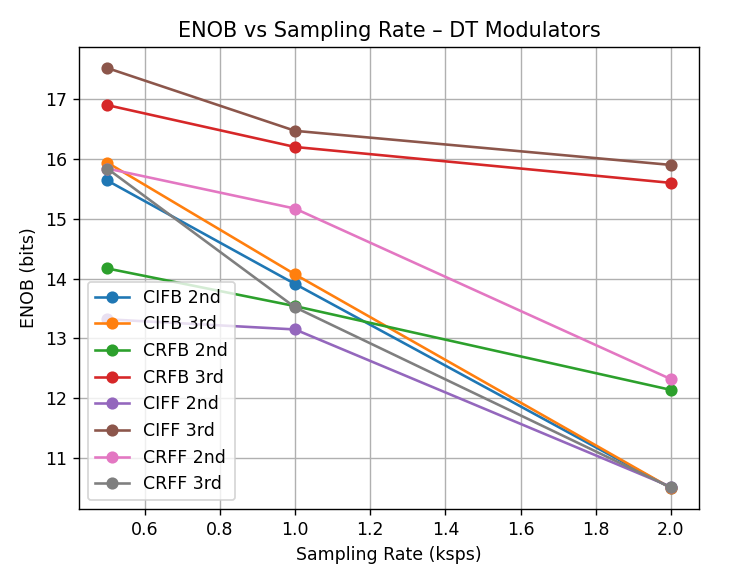 ENOB vs Sampling Rate – DT Modulators
ENOB (bits)
17
16
15
14
13
12
11
CIFB 2nd
CIFB 3rd
CRFB 2nd
CRFB 3rd
CIFF 2nd
CIFF 3rd
CRFF 2nd
CRFF 3rd
0.6 0.8 1.0 1.2 1.4 1.6 1.8 2.0
Sampling Rate (ksps)